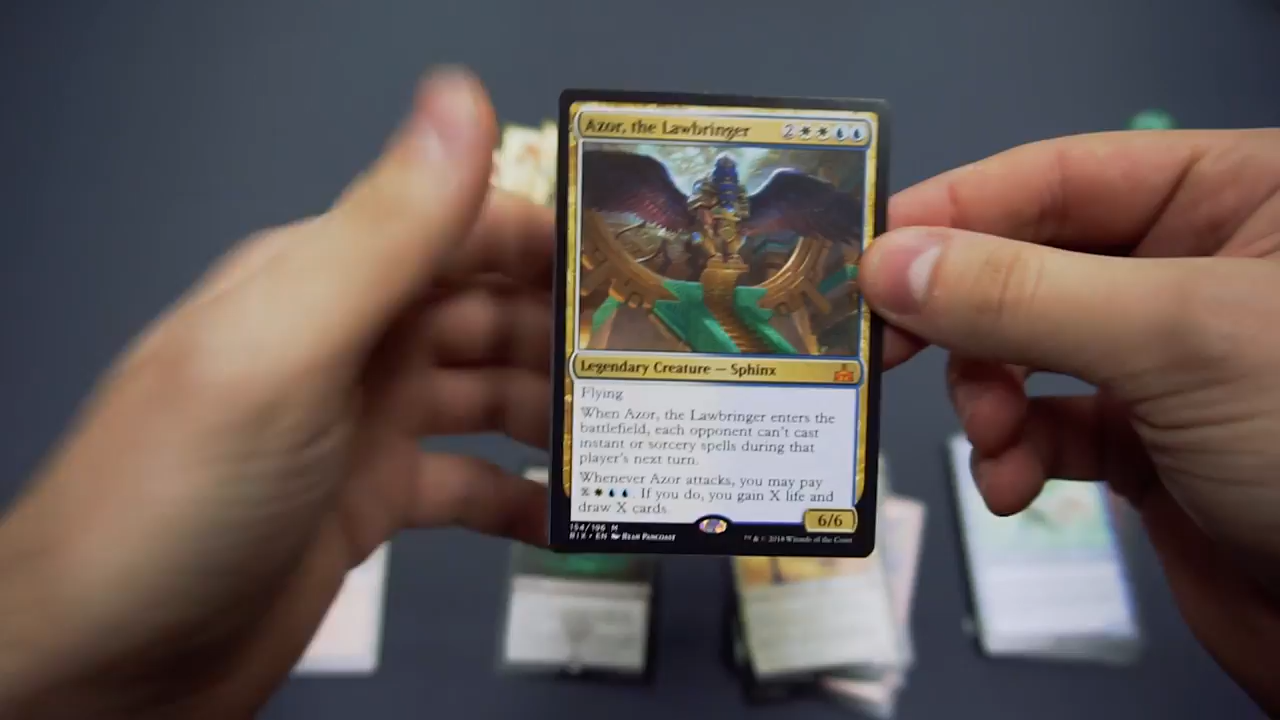 Azor, the Lawbringer 2
Legendary Creature — Sphinx
Flying
When Azor, the Lawbringer enters the
battlefield, each opponent can't cast
instant or sorcery spells during that
player's next turn.
Whenever Azor attacks, you may pay
X. If you do, you gain X life and
draw X cards.
6/6
154/196 M
RIX • EN Ryan Pancoast
™ & © 2018 Wizards of the Coast